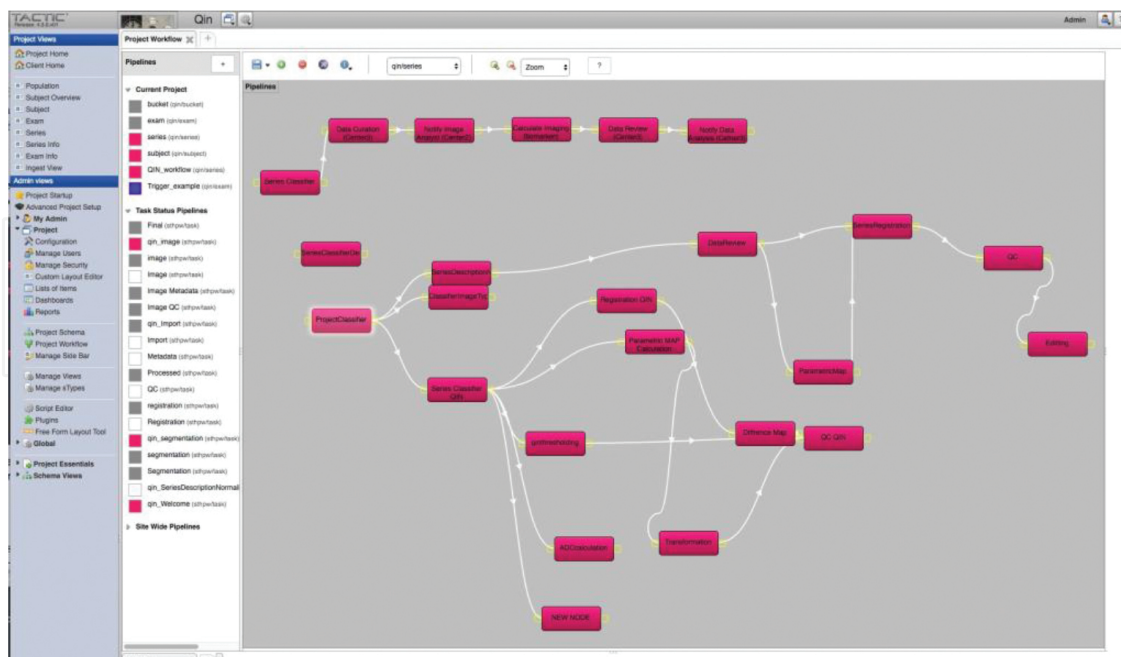 TACTIC
Qin
Admin
Project Views
Project Home
Client Home
Population
Subject Overview
Subject
Exam
Series
Series Info
Exam Info
Ingest View
Admin views
Project Startup
Advanced Project Setup
My Admin
Project
Configuration
Manage Users
Manage Security
Custom Layout Editor
Lists of Items
Dashboards
Reports
Project Schema
Project Workflow
Manage Side Bar
Manage Views
Manage sTypes
Script Editor
Plugins
Free Form Layout Tool
Global
Project Essentials
Schema Views
Project Workflow
+
Pipelines
+
Current Project
bucket (qin/bucket)
exam (qin/exam)
series (qin/series)
subject (qin/subject)
QIN_workflow (qin/series)
Trigger_example (qin/exam)
Task Status Pipelines
Final (sthpw/task)
qin_image (sthpw/task)
image (sthpw/task)
Image (sthpw/task)
Image Metadata (sthpw/task)
Image QC (sthpw/task)
qin_Import (sthpw/task)
Import (sthpw/task)
Metadata (sthpw/task)
Processed (sthpw/task)
QC (sthpw/task)
registration (sthpw/task)
Registration (sthpw/task)
qin_segmentation (sthpw/task)
segmentation (sthpw/task)
Segmentation (sthpw/task)
qin_SeriesDescriptionNormali
qin_Welcome (sthpw/task)
Site Wide Pipelines
qin/series
Zoom
?
Pipelines
Data Curation
Notify Image
Calculate Imaging
Biomarkers
Data Review (Center3)
Notify Data
Series Classifier
SeriesClassifierDe
SeriesDescriptionN
ClassifierImageTyp
ProjectClassifier
Series Classifier
QIN
Registration QIN
Parametric MAP
Calculation
DataReview
SeriesRegistration
QC
Editing
ParametricMap
Difrence Map
QC QIN
Transformation
ADCcalculation
NEW NODE